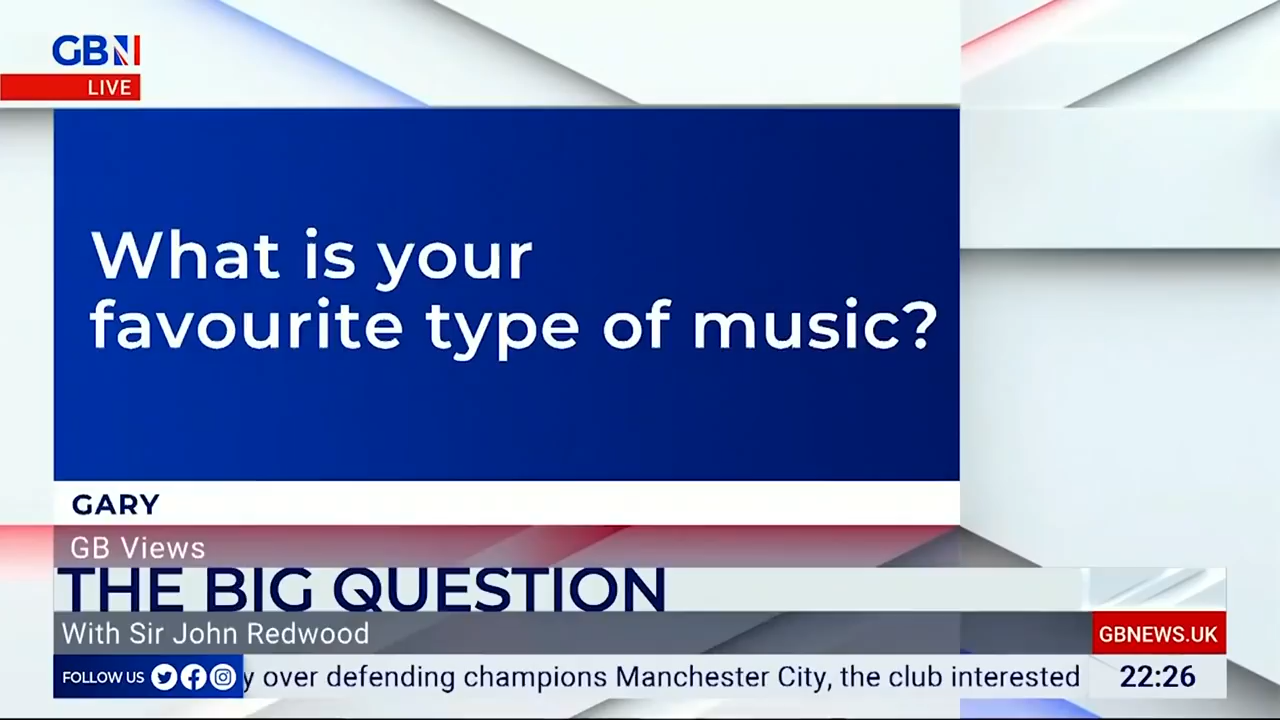 GBN
LIVE
What is your
favourite type of music?
GARY
GB Views
THE BIG QUESTION
With Sir John Redwood
GBNEWS.UK
FOLLOW US
y over defending champions Manchester City, the club interested
22:26